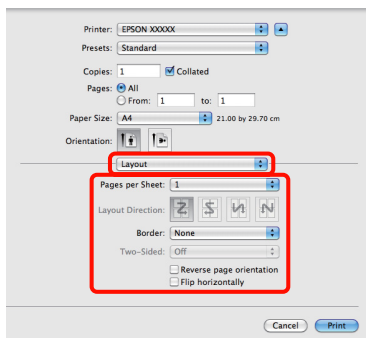 Printer: EPSON XXXXX
Presets: Standard
Copies: 1 Collated
Pages: All
From: 1 to: 1
Paper Size: A4 21.00 by 29.70 cm
Orientation:
Layout
Pages per Sheet: 1
Layout Direction:
Border: None
Two-Sided: Off
Reverse page orientation
Flip horizontally
Cancel Print